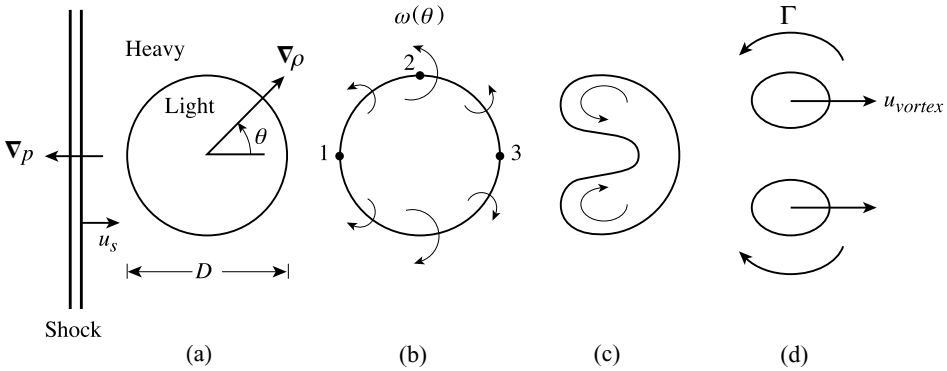 Heavy
∇ρ
Light
θ
∇p
u_s
D
Shock
(a)
ω(θ)
2
1
3
(b)
(c)
Γ
u_vortex
(d)